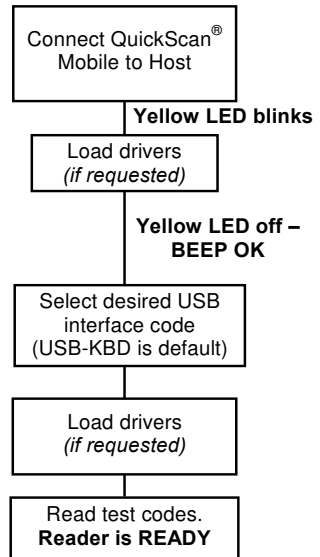 Connect QuickScan®
Mobile to Host
Yellow LED blinks
Load drivers
(if requested)
Yellow LED off –
BEEP OK
Select desired USB
interface code
(USB-KBD is default)
Load drivers
(if requested)
Read test codes.
Reader is READY